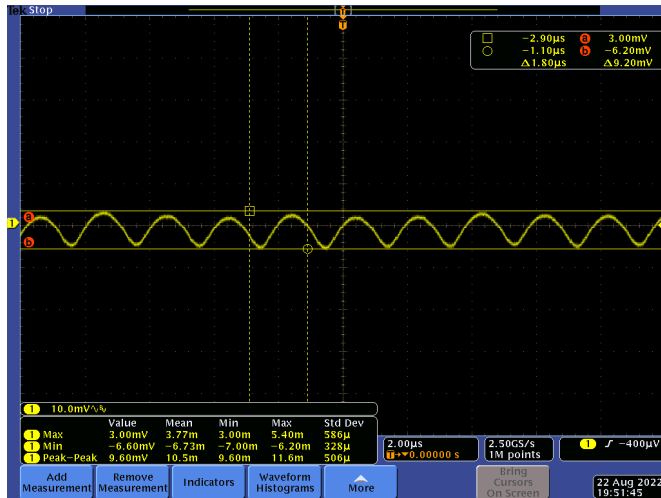 Tek Stop
T
T
−2.90µs a 3.00mV
−1.10µs b −6.20mV
Δ1.80µs Δ9.20mV
a
1
b
1 10.0mV
Value Mean Min Max Std Dev
1 Max 3.00mV 3.77m 3.00m 5.40m 586µ
1 Min −6.60mV −6.73m −7.00m −6.20m 328µ
1 Peak-Peak 9.60mV 10.5m 9.60m 11.6m 506µ
2.00µs
T→▼0.00000 s
2.50GS/s
1M points
1 −400µV
Add
Measurement
Remove
Measurement
Indicators
Waveform
Histograms
More
Bring
Cursors
On Screen
22 Aug 2022
19:51:45